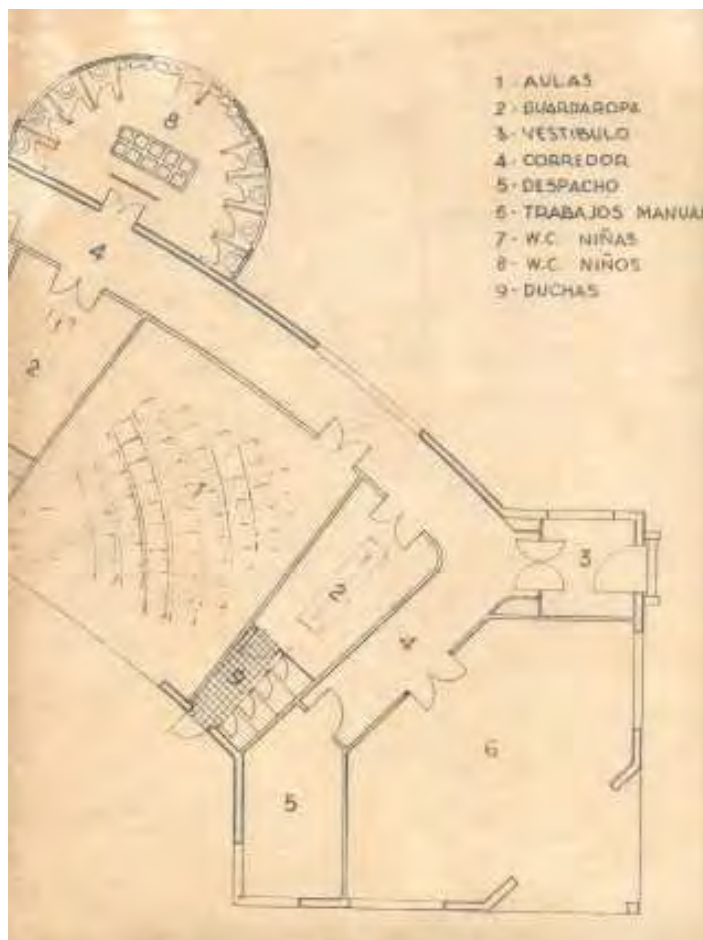 1 - AULAS
2 - GUARDAROPA
3 - VESTIBULO
4 - CORREDOR
5 - DESPACHO
6 - TRABAJOS MANUAL
7 - W.C. NIÑAS
8 - W.C. NIÑOS
9 - DUCHAS
8
4
2
1
3
2
4
9
6
5